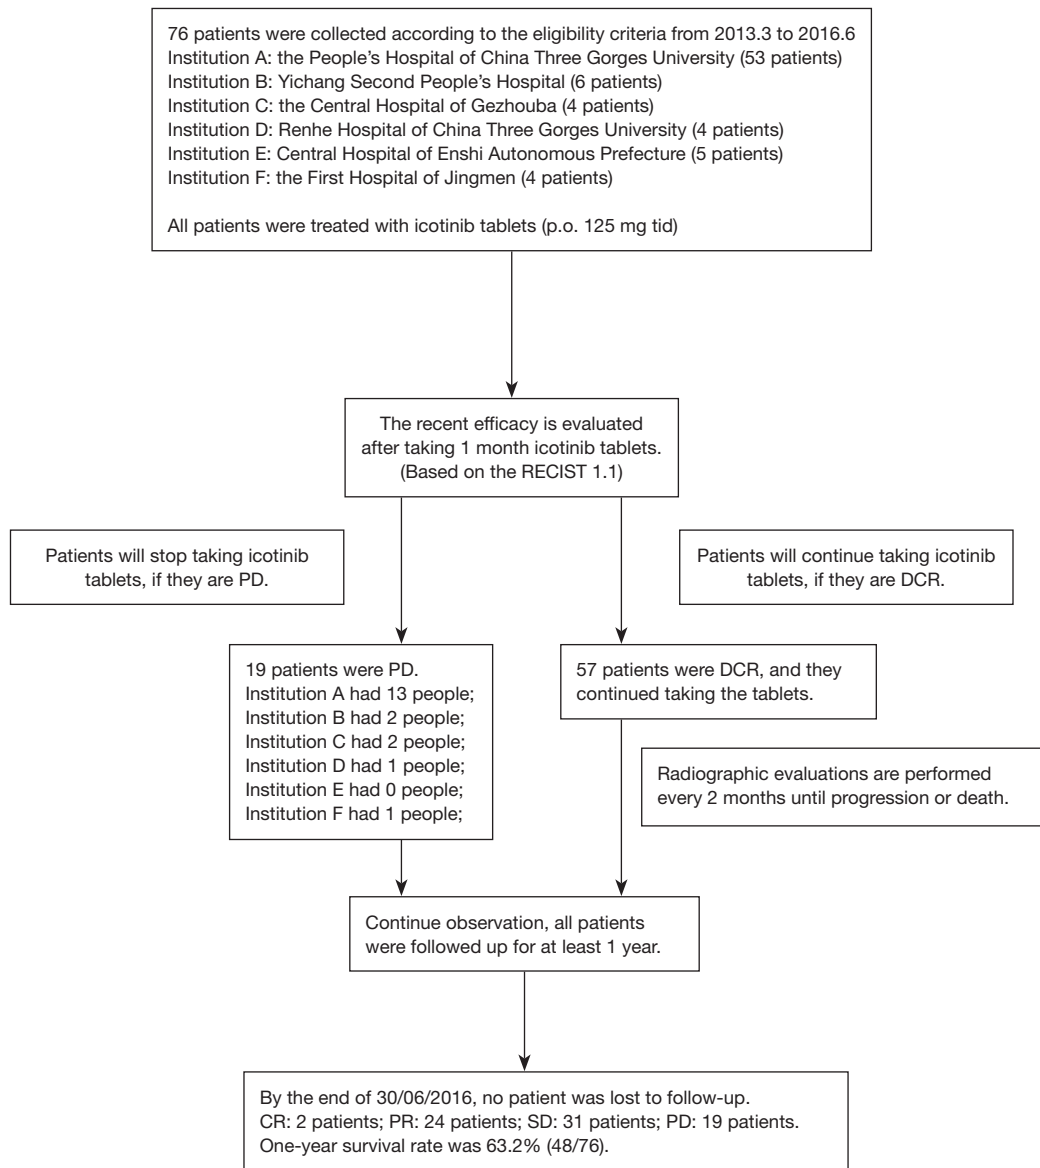 76 patients were collected according to the eligibility criteria from 2013.3 to 2016.6
Institution A: the People’s Hospital of China Three Gorges University (53 patients)
Institution B: Yichang Second People’s Hospital (6 patients)
Institution C: the Central Hospital of Gezhouba (4 patients)
Institution D: Renhe Hospital of China Three Gorges University (4 patients)
Institution E: Central Hospital of Enshi Autonomous Prefecture (5 patients)
Institution F: the First Hospital of Jingmen (4 patients)
All patients were treated with icotinib tablets (p.o. 125 mg tid)
The recent efficacy is evaluated
after taking 1 month icotinib tablets.
(Based on the RECIST 1.1)
Patients will stop taking icotinib
tablets, if they are PD.
Patients will continue taking icotinib
tablets, if they are DCR.
19 patients were PD.
Institution A had 13 people;
Institution B had 2 people;
Institution C had 2 people;
Institution D had 1 people;
Institution E had 0 people;
Institution F had 1 people;
57 patients were DCR, and they
continued taking the tablets.
Radiographic evaluations are performed
every 2 months until progression or death.
Continue observation, all patients
were followed up for at least 1 year.
By the end of 30/06/2016, no patient was lost to follow-up.
CR: 2 patients; PR: 24 patients; SD: 31 patients; PD: 19 patients.
One-year survival rate was 63.2% (48/76).